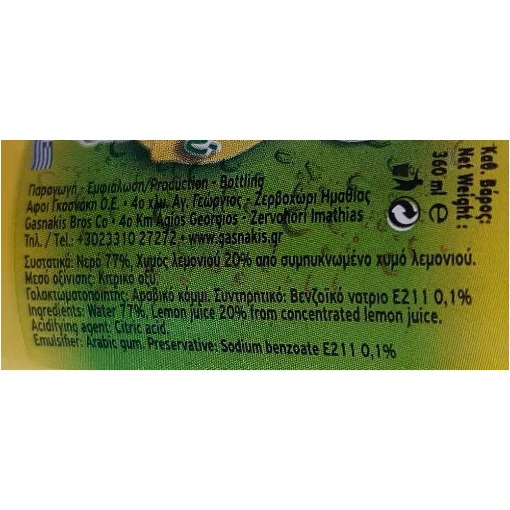 Παραγωγή - Εμφιάλωση/Production - Bottling
Αφοι Γκασνάκη Ο.Ε. • 4ο χλμ. Αγ. Γεώργιος - Ζερβοχώρι Ημαθίας
Gasnakis Bros Co • 4o Km Agios Georgios - Zervohori Imathias
Τηλ. / Tel.: +3023310 27272 • www.gasnakis.gr
Συστατικά: Νερό 77%, Χυμός λεμονιού 20% από συμπυκνωμένο χυμό λεμονιού.
Μέσο οξίνισης: Κιτρικό οξύ.
Γαλακτωματοποιητής: Αραβικό κόμμι. Συντηρητικό: Βενζοϊκό νάτριο E211 0,1%
Ingredients: Water 77%, Lemon juice 20% from concentrated lemon juice.
Acidifying agent: Citric acid.
Emulsifier: Arabic gum. Preservative: Sodium benzoate E211 0,1%
Καθ. Βάρος:
Net Weight :
360 ml e